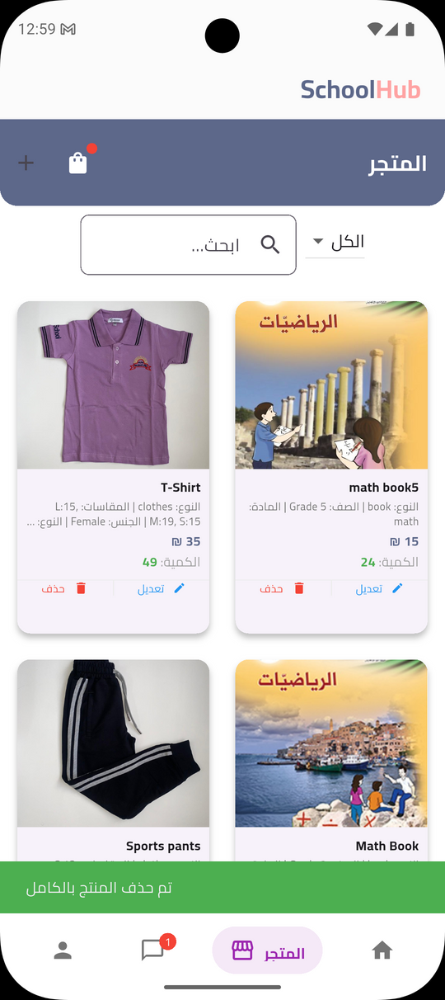 12:59
SchoolHub
المتجر
الكل
ابحث...
الرياضيّات
math book5
النوع: book | الصف: Grade 5 | المادة:
math
15 ₪
الكمية: 24
تعديل
حذف
School
T-Shirt
النوع: clothes | المقاسات: L:15,
M:19, S:15 | الجنس: Female | النوع: ...
35 ₪
الكمية: 49
تعديل
حذف
الرياضيّات
Math Book
Sports pants
تم حذف المنتج بالكامل
المتجر
1